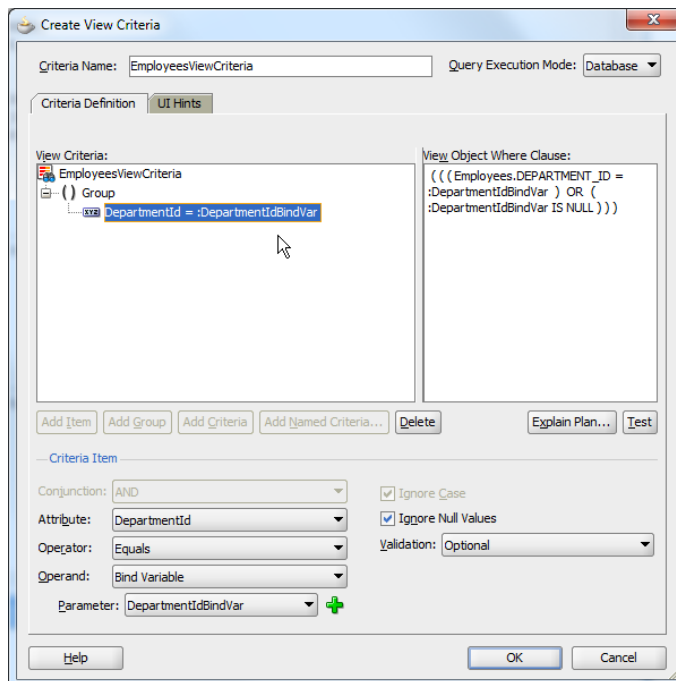 Create View Criteria
Criteria Name: EmployeesViewCriteria Query Execution Mode: Database
Criteria Definition UI Hints
View Criteria: View Object Where Clause:
EmployeesViewCriteria
( ) Group
XYZ DepartmentId = :DepartmentIdBindVar
(((Employees.DEPARTMENT_ID =
:DepartmentIdBindVar ) OR (
:DepartmentIdBindVar IS NULL )))
Add Item Add Group Add Criteria Add Named Criteria... Delete Explain Plan... Test
Criteria Item
Conjunction: AND Ignore Case
Attribute: DepartmentId Ignore Null Values
Operator: Equals Validation: Optional
Operand: Bind Variable
Parameter: DepartmentIdBindVar
Help OK Cancel